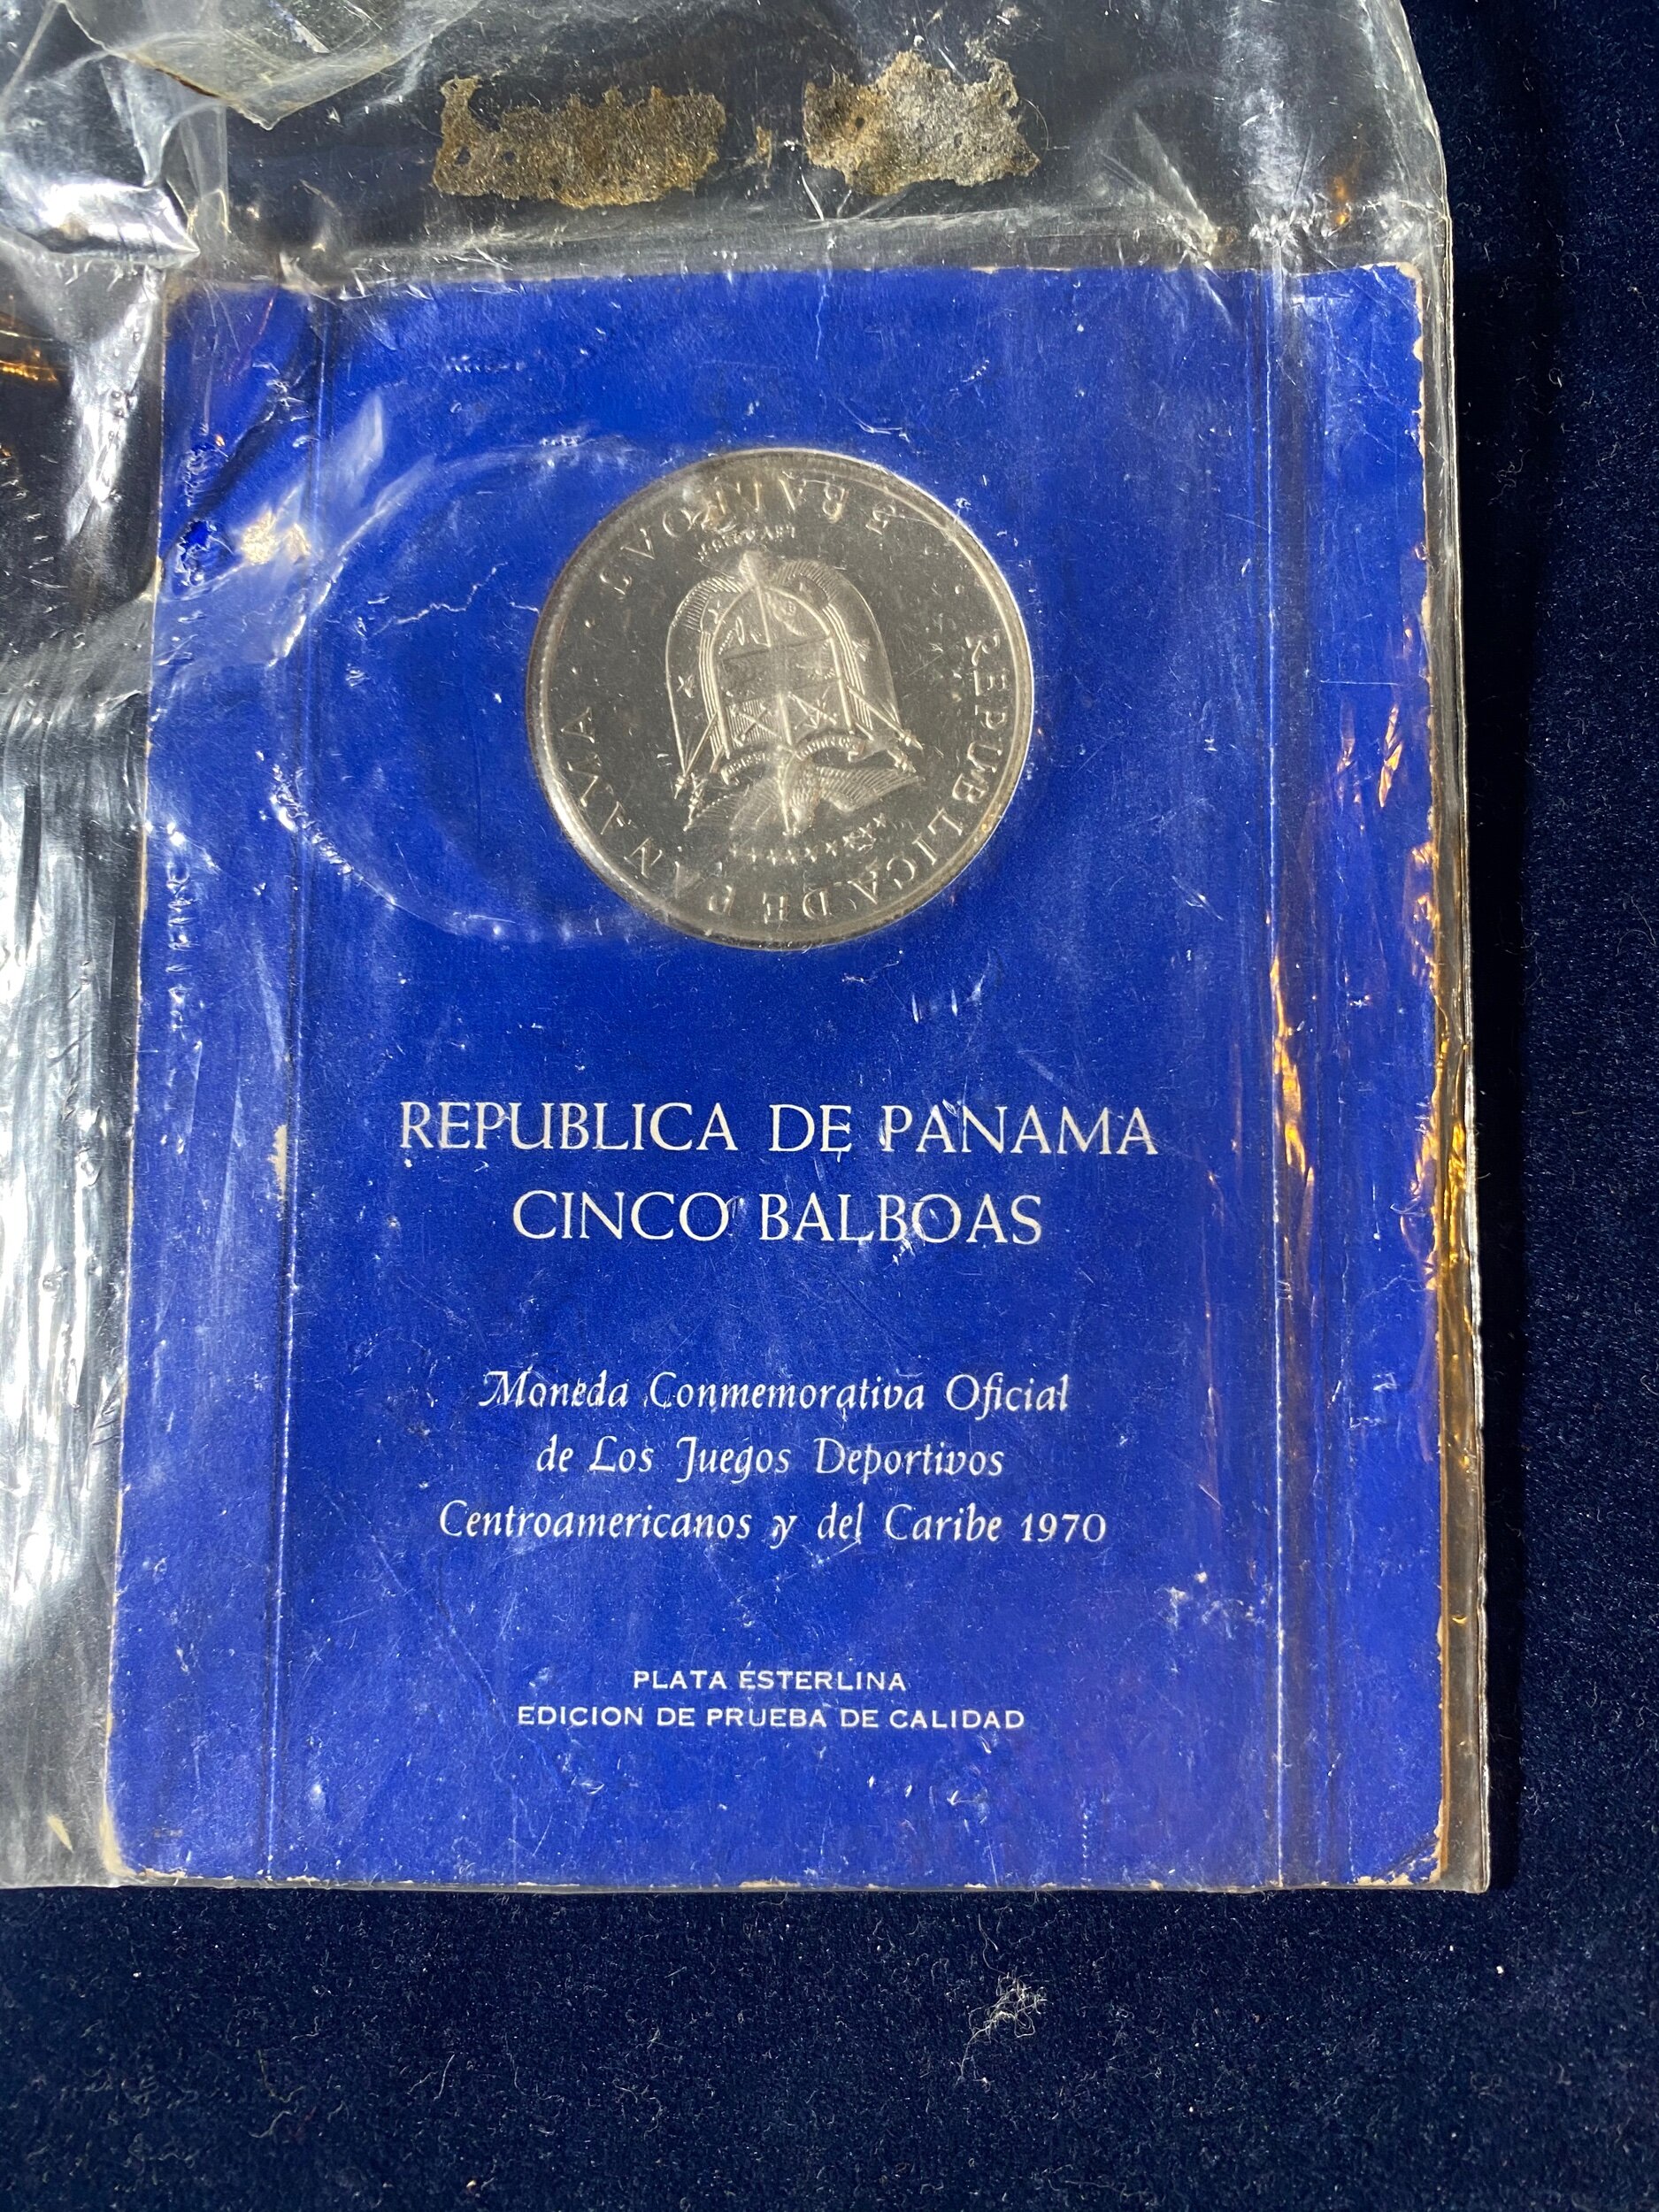 5 BALBOAS
REPUBLICA DE PANAMA
REPUBLICA DE PANAMA
CINCO BALBOAS
Moneda Conmemorativa Oficial
de Los Juegos Deportivos
Centroamericanos y del Caribe 1970
PLATA ESTERLINA
EDICION DE PRUEBA DE CALIDAD